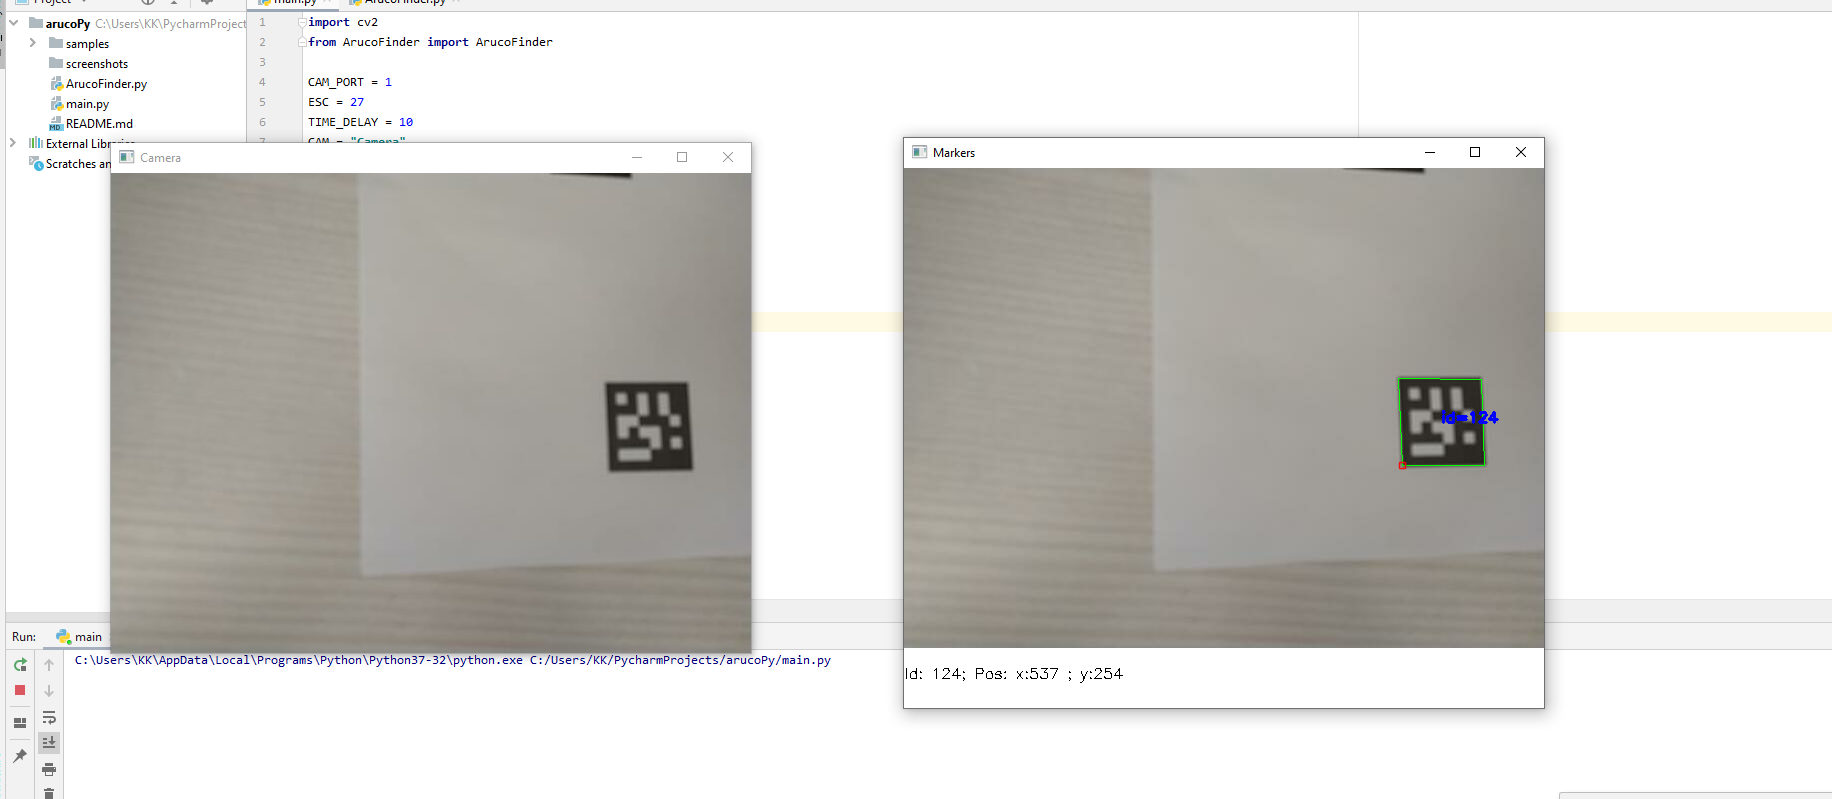 Project
main.py
ArucoFinder.py
arucoPy C:\Users\KK\PycharmProject
samples
screenshots
ArucoFinder.py
main.py
README.md
External Libraries
Scratches an
1 import cv2
2 from ArucoFinder import ArucoFinder
3
4 CAM_PORT = 1
5 ESC = 27
6 TIME_DELAY = 10
7 CAM = "Camera"
Camera
Markers
id=124
Id: 124; Pos: x:537 ; y:254
Run: main
C:\Users\KK\AppData\Local\Programs\Python\Python37-32\python.exe C:/Users/KK/PycharmProjects/arucoPy/main.py